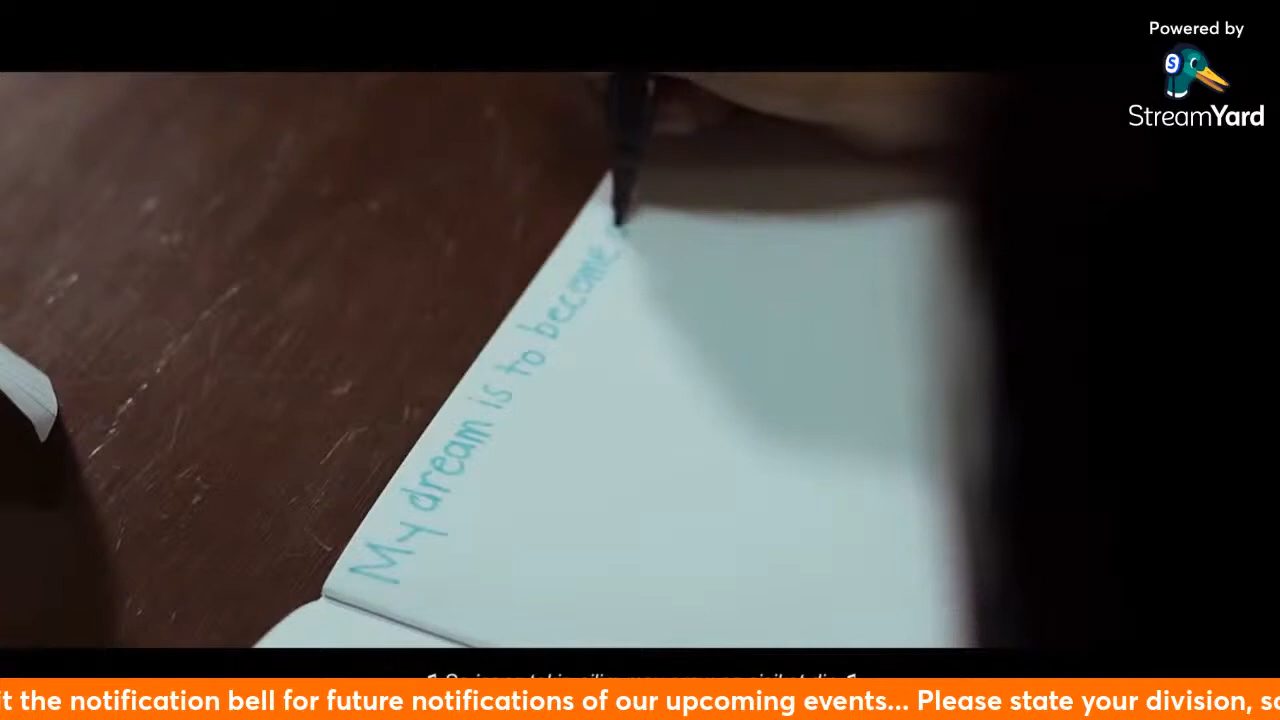 Powered by
StreamYard
My dream is to become
it the notification bell for future notifications of our upcoming events... Please state your division, sc